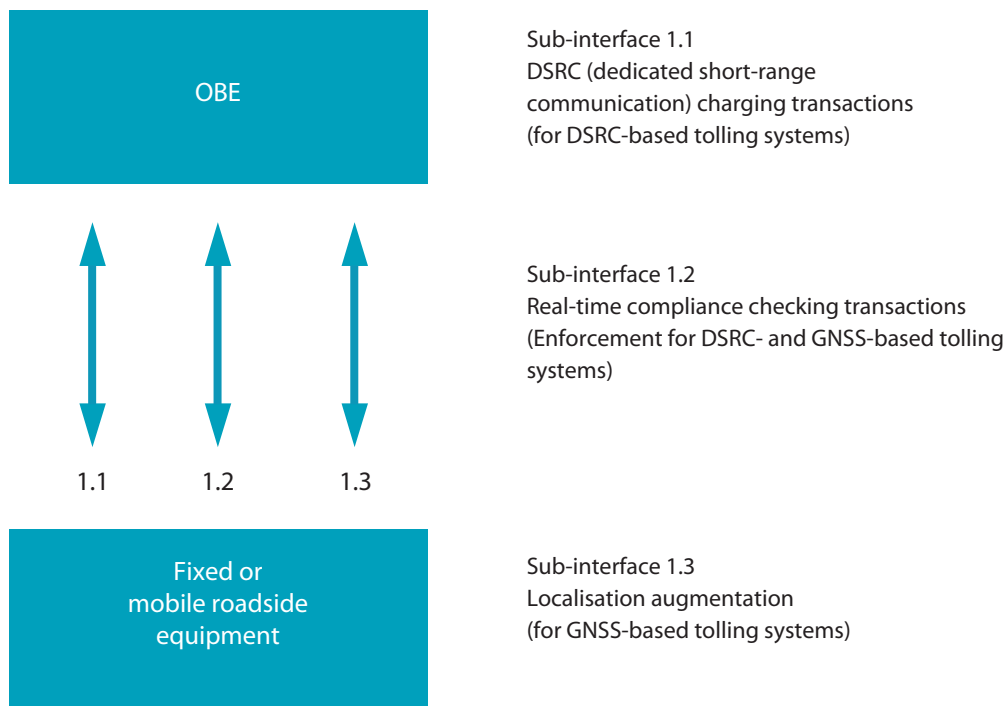 OBE
Sub-interface 1.1
DSRC (dedicated short-range
communication) charging transactions
(for DSRC-based tolling systems)
Sub-interface 1.2
Real-time compliance checking transactions
(Enforcement for DSRC- and GNSS-based tolling
systems)
1.1 1.2 1.3
Fixed or
mobile roadside
equipment
Sub-interface 1.3
Localisation augmentation
(for GNSS-based tolling systems)